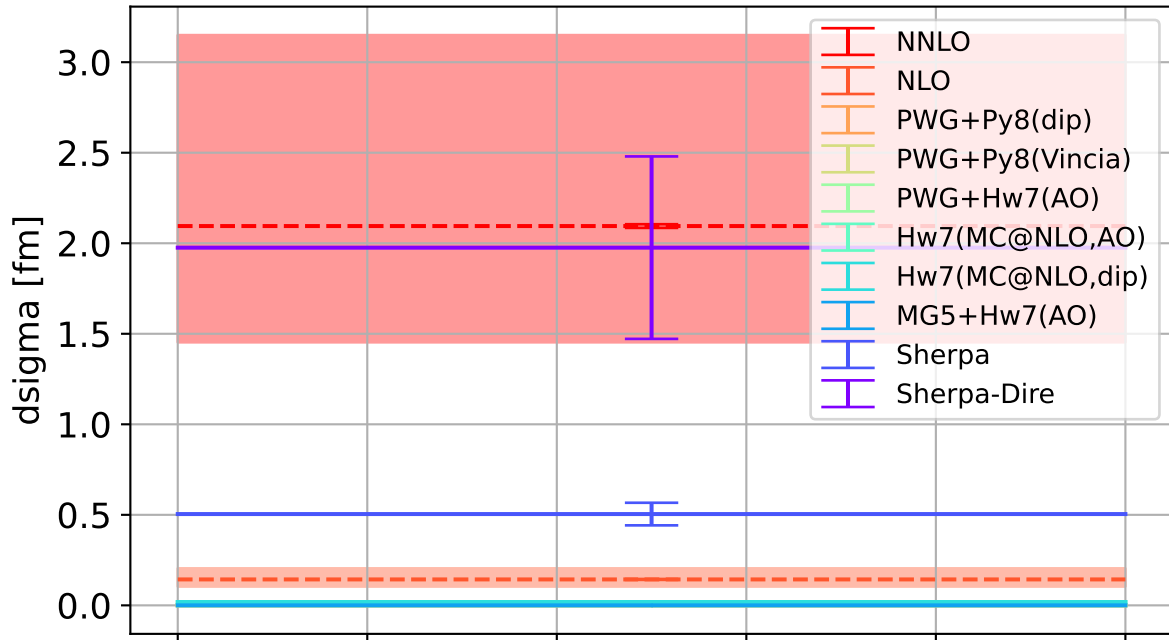 3.0
2.5
2.0
1.5
1.0
0.5
0.0
dsigma [fm]
NNLO
NLO
PWG+Py8(dip)
PWG+Py8(Vincia)
PWG+Hw7(AO)
Hw7(MC@NLO,AO)
Hw7(MC@NLO,dip)
MG5+Hw7(AO)
Sherpa
Sherpa-Dire